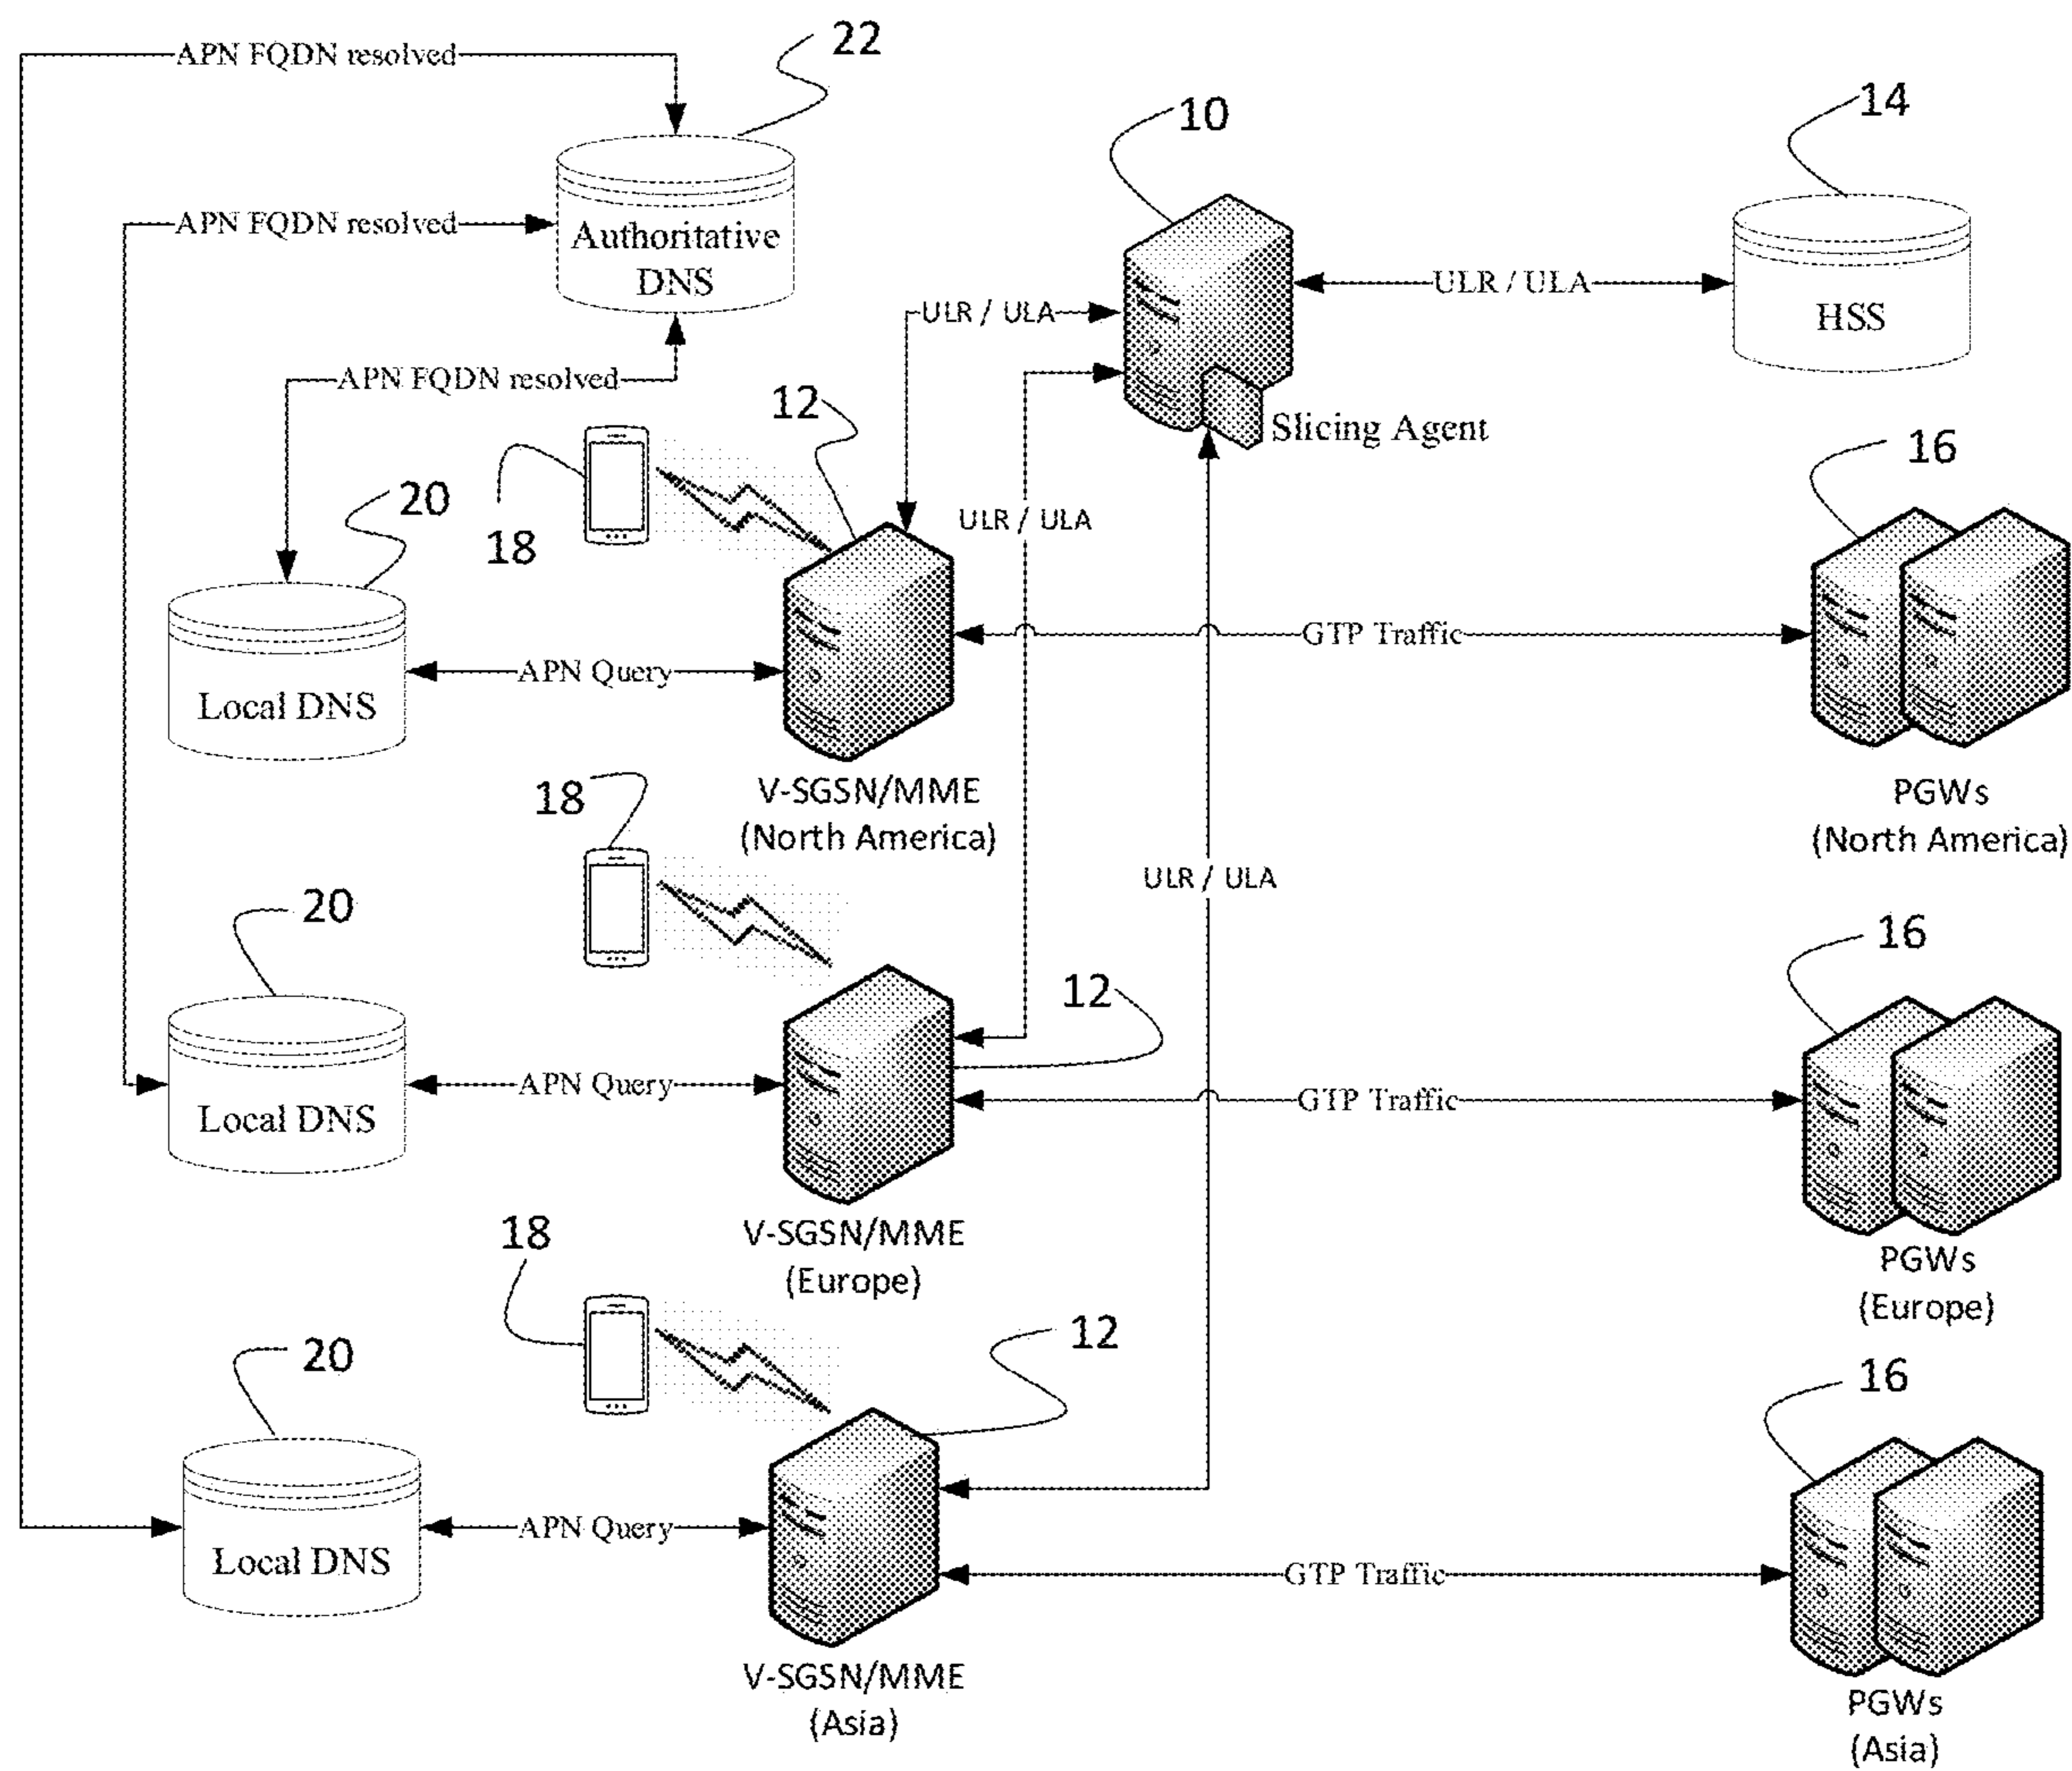 APN FQDN resolved
22
10
14
APN FQDN resolved
Authoritative
DNS
ULR / ULA
HSS
ULR / ULA
APN FQDN resolved
12
Slicing Agent
16
20
18
ULR / ULA
GTP Traffic
APN Query
Local DNS
V-SGSN/MME
(North America)
PGWs
(North America)
18
ULR / ULA
20
16
12
APN Query
GTP Traffic
Local DNS
V-SGSN/MME
(Europe)
PGWs
(Europe)
18
12
20
16
APN Query
Local DNS
GTP Traffic
V-SGSN/MME
(Asia)
PGWs
(Asia)